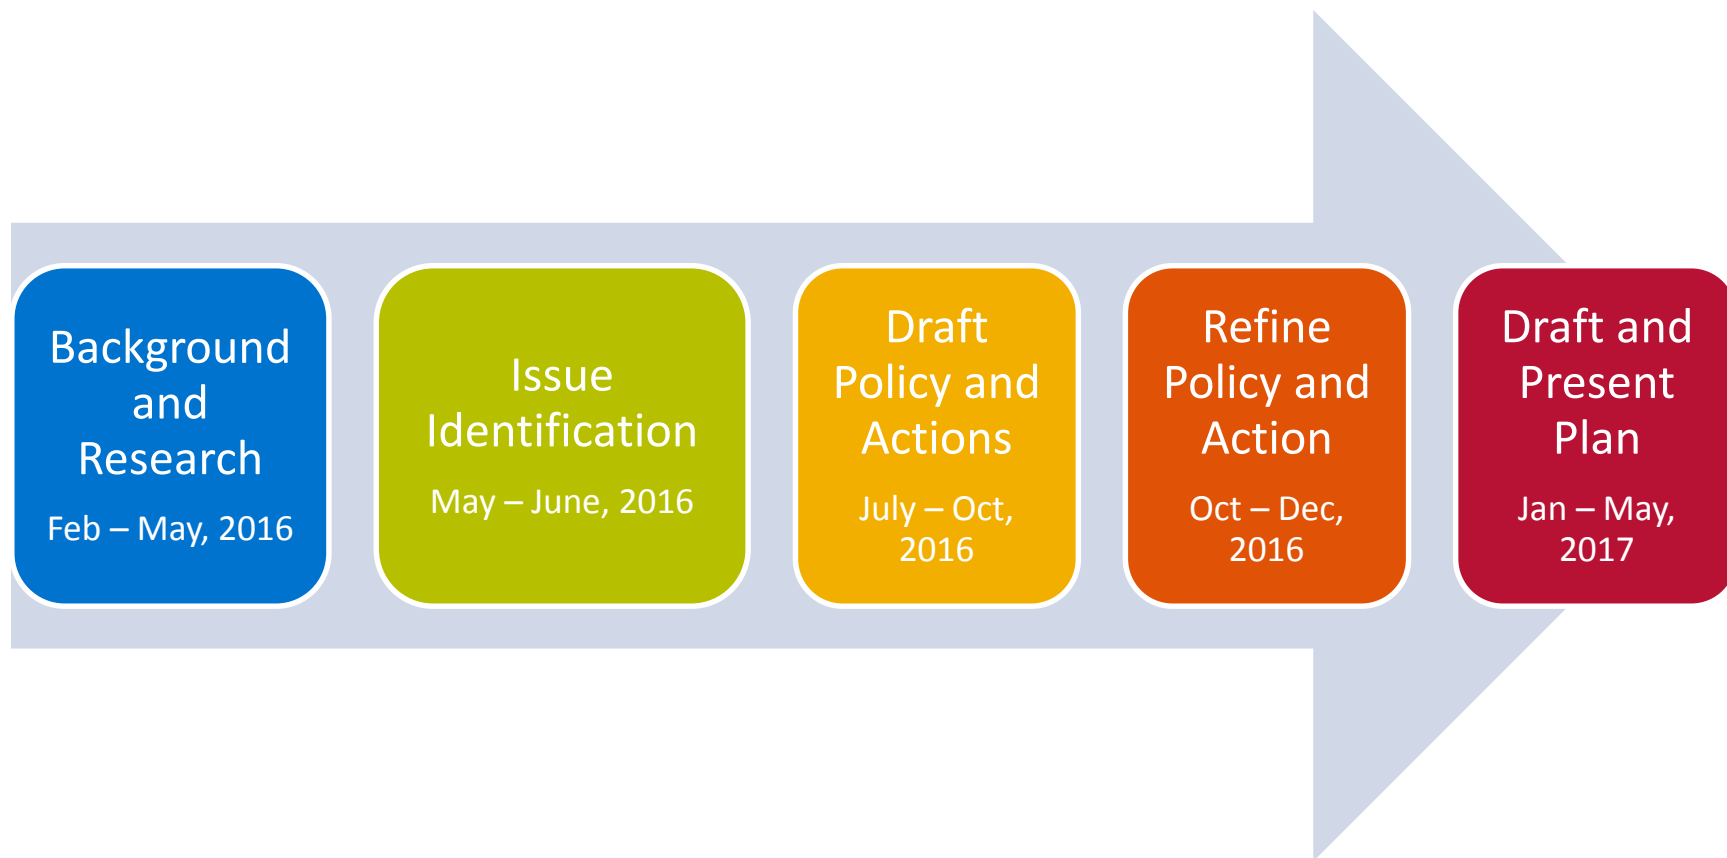 Background
and
Research
Feb – May, 2016
Issue
Identification
May – June, 2016
Draft
Policy and
Actions
July – Oct,
2016
Refine
Policy and
Action
Oct – Dec,
2016
Draft and
Present
Plan
Jan – May,
2017